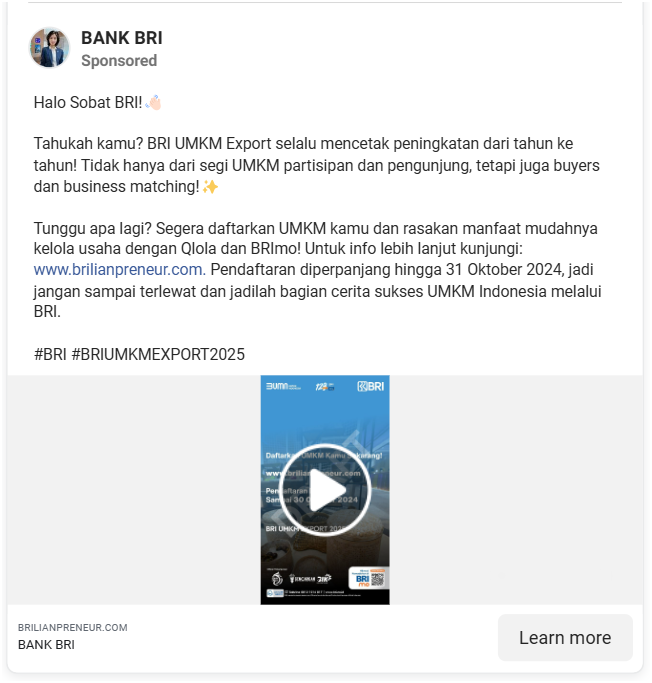 BANK BRI
Sponsored
Halo Sobat BRI!👋🏻
Tahukah kamu? BRI UMKM Export selalu mencetak peningkatan dari tahun ke
tahun! Tidak hanya dari segi UMKM partisipan dan pengunjung, tetapi juga buyers
dan business matching!✨
Tunggu apa lagi? Segera daftarkan UMKM kamu dan rasakan manfaat mudahnya
kelola usaha dengan Qlola dan BRImo! Untuk info lebih lanjut kunjungi:
www.brilianpreneur.com. Pendaftaran diperpanjang hingga 31 Oktober 2024, jadi
jangan sampai terlewat dan jadilah bagian cerita sukses UMKM Indonesia melalui
BRI.
#BRI #BRIUMKMEXPORT2025
BUMN
BRI
Daftarkan UMKM Kamu Sekarang!
www.brilianpreneur.com
Pendaftaran
Sampai 30 2024
BRI UMKM EXPORT 2025
BRI
BRILIANPRENEUR.COM
BANK BRI
Learn more